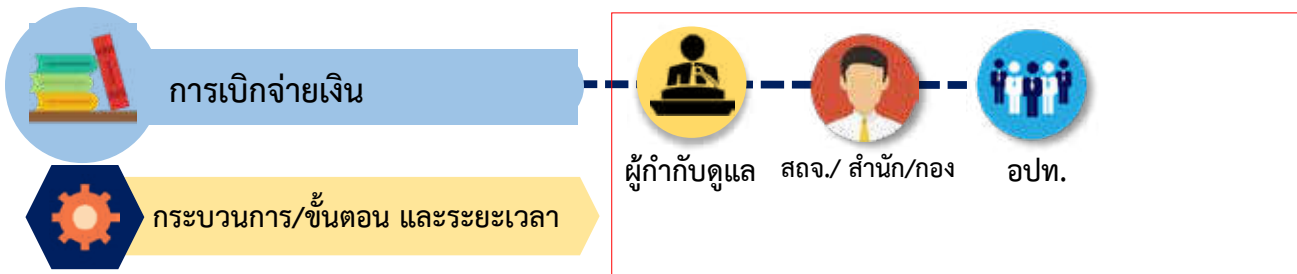 การเบิกจ่ายเงิน
ผู้กำกับดูแล สถจ./ สำนัก/กอง อปท.
กระบวนการ/ขั้นตอน และระยะเวลา